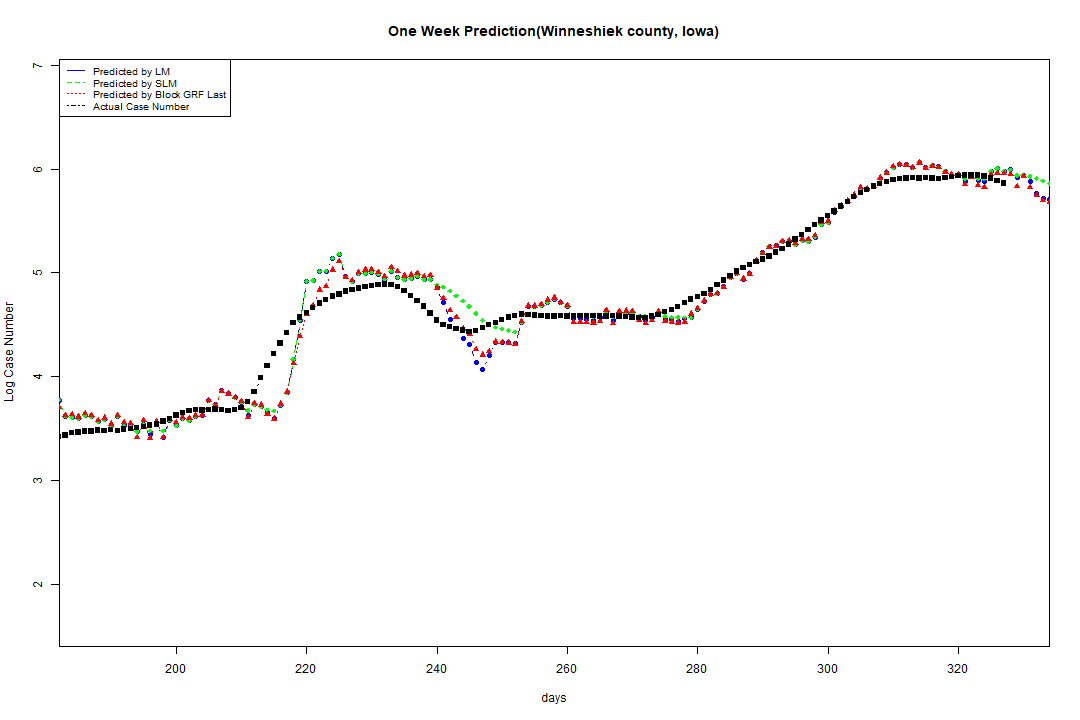 One Week Prediction(Winneshiek county, Iowa)
Predicted by LM
Predicted by SLM
Predicted by Block GRF Last
Actual Case Number
7
6
5
4
3
2
Log Case Number
200 220 240 260 280 300 320
days